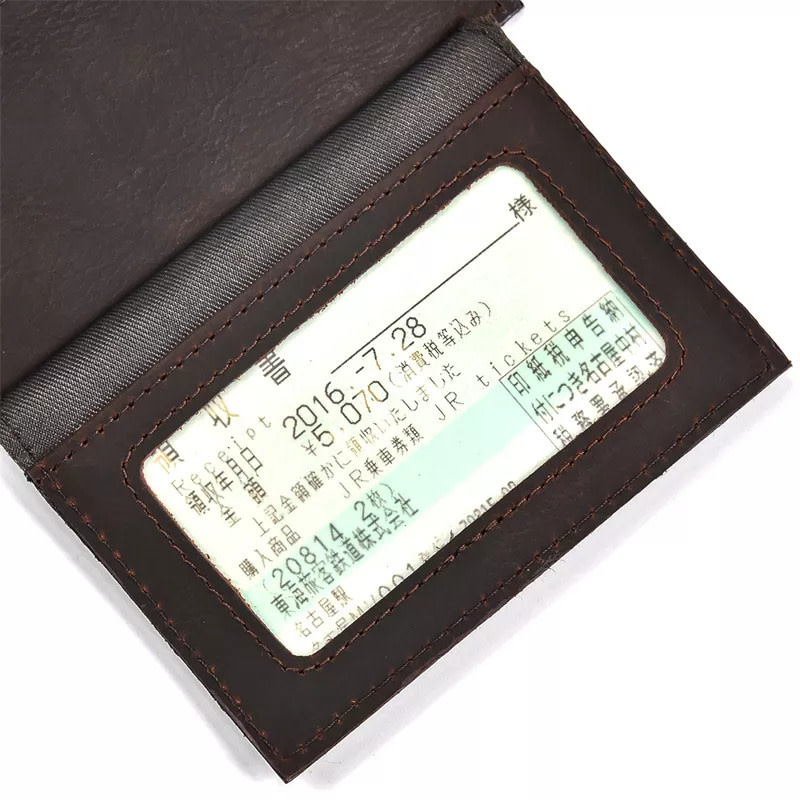 領収書
様
Receipt
領収年月日 2016.-7.28
金額 ¥5,070(消費税等込み)
上記金額確かに領収いたしました
購入商品 JR乗車券類 JR tickets
(20814 2枚)
東海旅客鉄道株式会社
名古屋駅
印紙税申告納
付につき名古屋中村
税務署承認済